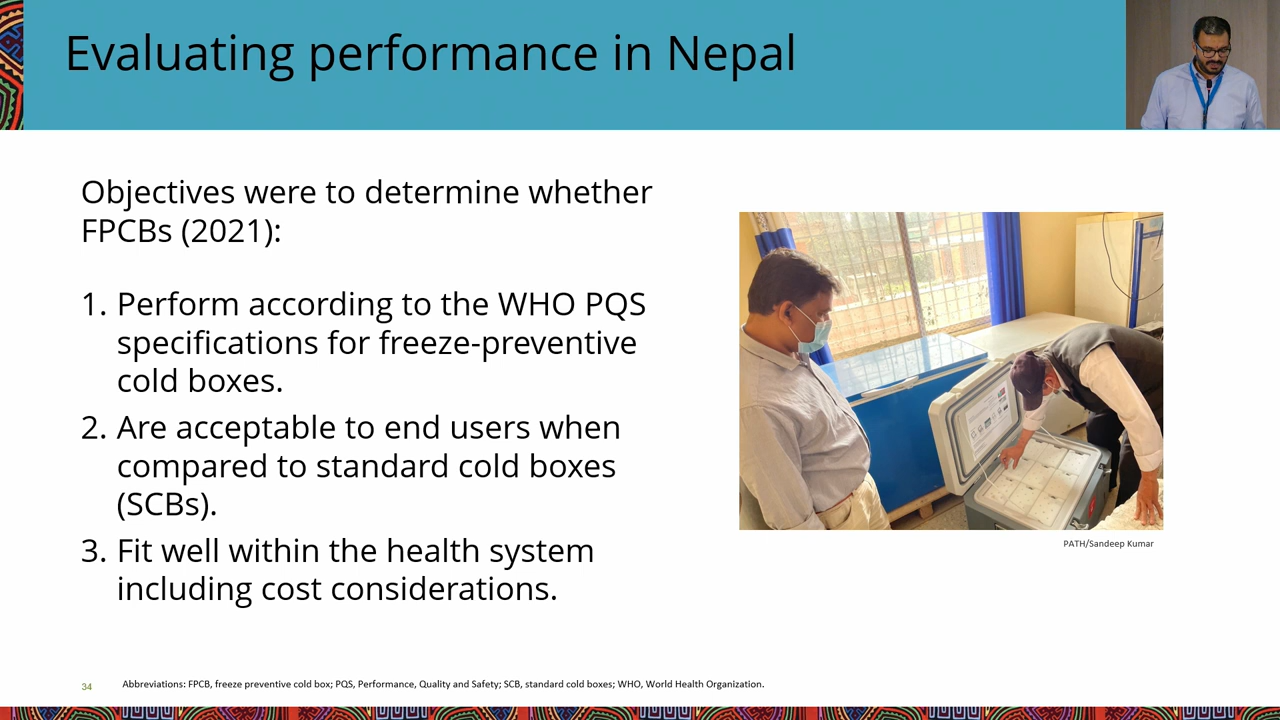 Evaluating performance in Nepal
Objectives were to determine whether
FPCBs (2021):
1. Perform according to the WHO PQS
specifications for freeze-preventive
cold boxes.
2. Are acceptable to end users when
compared to standard cold boxes
(SCBs).
3. Fit well within the health system
including cost considerations.
PATH/Sandeep Kumar
34
Abbreviations: FPCB, freeze preventive cold box; PQS, Performance, Quality and Safety; SCB, standard cold boxes; WHO, World Health Organization.